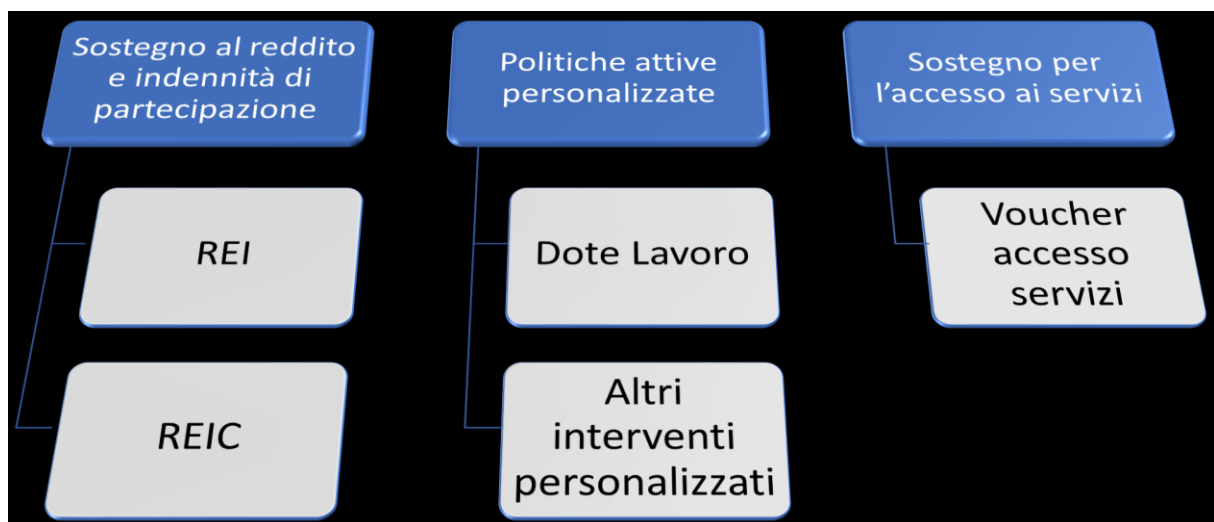 Sostegno al reddito
e indennità di
partecipazione
REI
REIC
Politiche attive
personalizzate
Dote Lavoro
Altri
interventi
personalizzati
Sostegno per
l'accesso ai servizi
Voucher
accesso
servizi